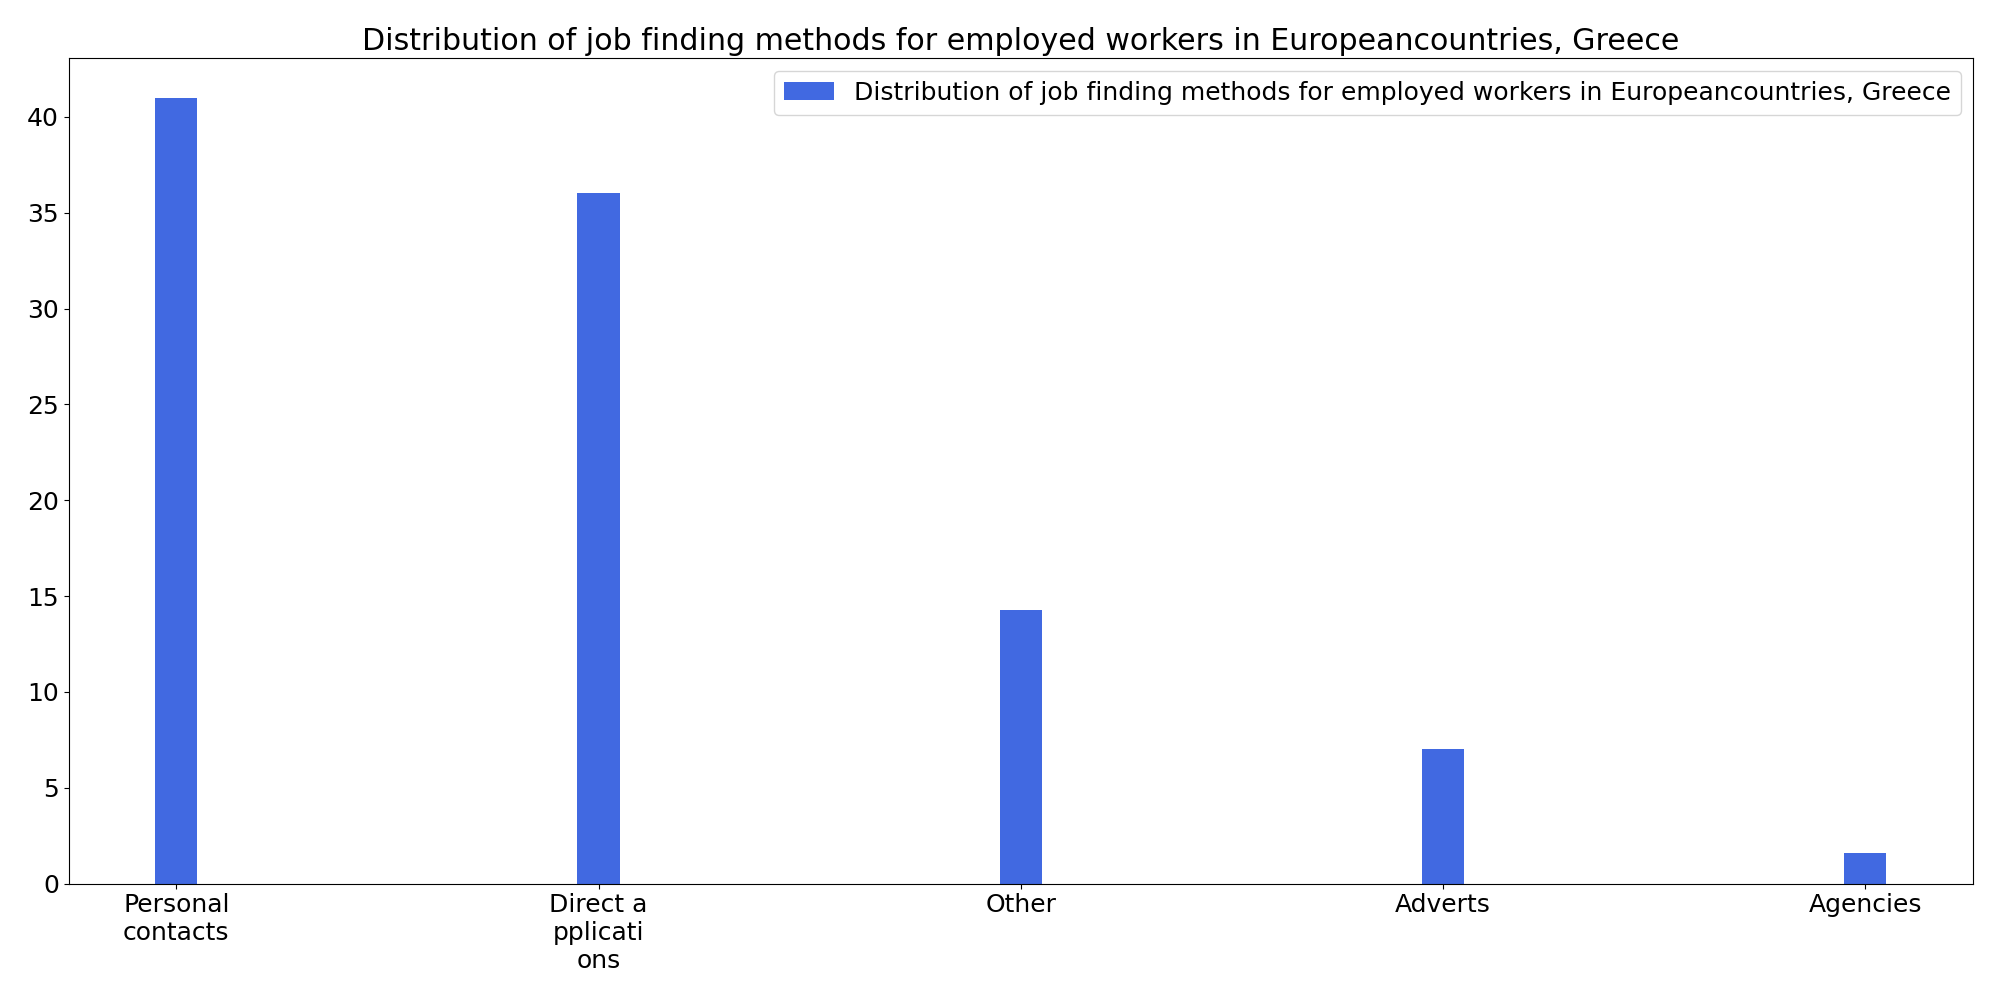 Distribution of job finding methods for employed workers in Europeancountries, Greece
Distribution of job finding methods for employed workers in Europeancountries, Greece
40
35
30
25
20
15
10
5
0
Personal
contacts
Direct a
pplicati
ons
Other
Adverts
Agencies